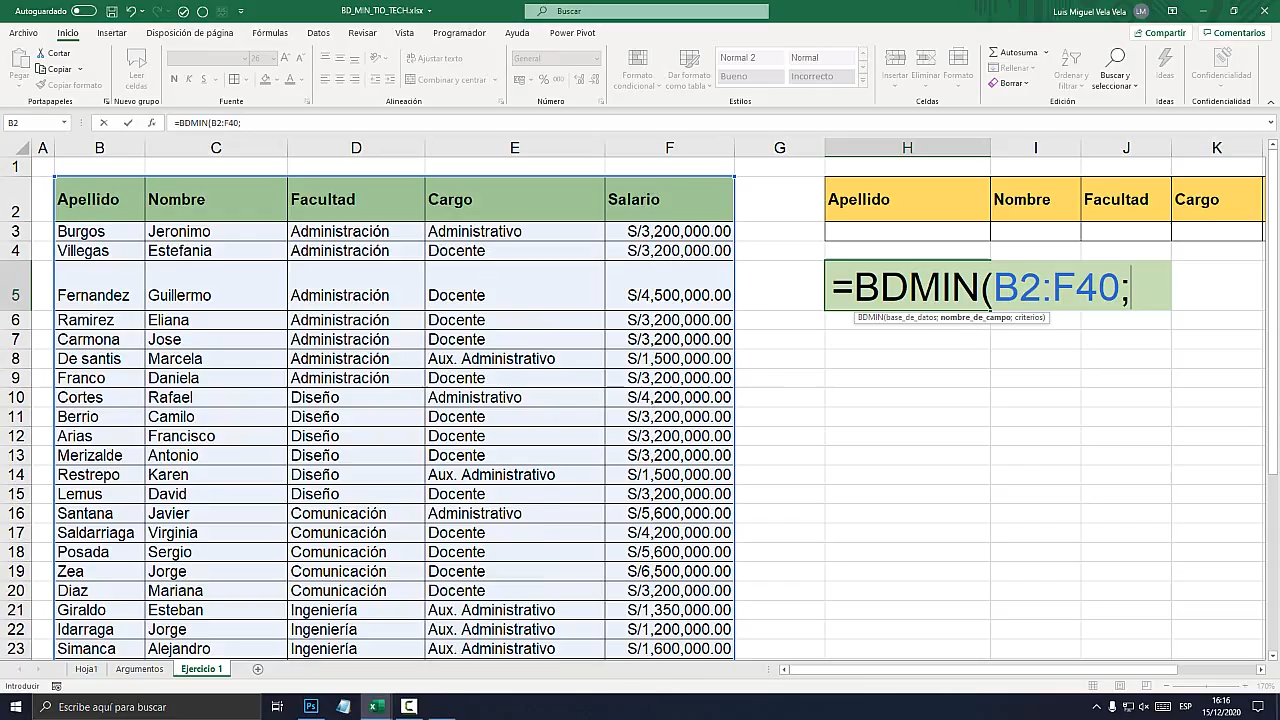 Autoguardado
BD_MIN_TIO_TECH.xlsx
Buscar
Luis Miguel Vela Vela
LM
Archivo Inicio Insertar Disposición de página Fórmulas Datos Revisar Vista Programador Ayuda Power Pivot Compartir Comentarios
Pegar
Cortar
Copiar
Copiar formato
Leer celdas
26
N K S
Ajustar texto
Combinar y centrar
General
Formato condicional
Dar formato como tabla
Normal 2 Normal
Bueno Incorrecto
Insertar Eliminar Formato
Autosuma
Rellenar
Borrar
Ordenar y filtrar
Buscar y seleccionar
Ideas
Confidencialidad
Portapapeles Nuevo grupo Fuente Alineación Número Estilos Celdas Edición Ideas Confidencialidad
B2 =BDMIN(B2:F40;
A B C D E F G H I J K
1
2 Apellido Nombre Facultad Cargo Salario Apellido Nombre Facultad Cargo
3 Burgos Jeronimo Administración Administrativo S/3,200,000.00
4 Villegas Estefania Administración Docente S/3,200,000.00
5 Fernandez Guillermo Administración Docente S/4,500,000.00 =BDMIN(B2:F40;
BDMIN(base_de_datos; nombre_de_campo; criterios)
6 Ramirez Eliana Administración Docente S/3,200,000.00
7 Carmona Jose Administración Docente S/3,200,000.00
8 De santis Marcela Administración Aux. Administrativo S/1,500,000.00
9 Franco Daniela Administración Docente S/3,200,000.00
10 Cortes Rafael Diseño Administrativo S/4,200,000.00
11 Berrio Camilo Diseño Docente S/3,200,000.00
12 Arias Francisco Diseño Docente S/3,200,000.00
13 Merizalde Antonio Diseño Docente S/3,200,000.00
14 Restrepo Karen Diseño Aux. Administrativo S/1,500,000.00
15 Lemus David Diseño Docente S/3,200,000.00
16 Santana Javier Comunicación Administrativo S/5,600,000.00
17 Saldarriaga Virginia Comunicación Docente S/4,200,000.00
18 Posada Sergio Comunicación Docente S/5,600,000.00
19 Zea Jorge Comunicación Docente S/6,500,000.00
20 Diaz Mariana Comunicación Docente S/3,200,000.00
21 Giraldo Esteban Ingeniería Aux. Administrativo S/1,350,000.00
22 Idarraga Jorge Ingeniería Aux. Administrativo S/1,200,000.00
23 Simanca Alejandro Ingeniería Aux. Administrativo S/1,600,000.00
Hoja1 Argumentos Ejercicio 1
Introducir
170%
Escribe aquí para buscar
Ps
ESP
16:16
15/12/2020